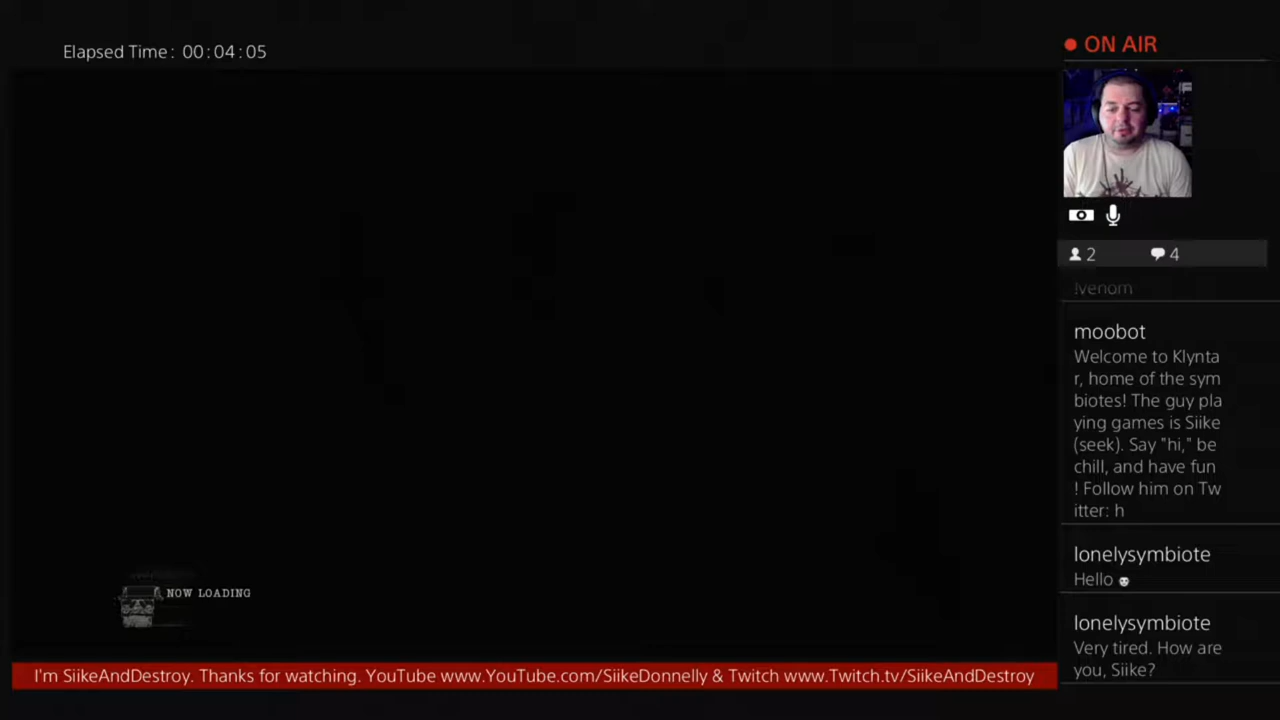 Elapsed Time: 00:04:05
ON AIR
2
4
!venom
moobot
Welcome to Klynta
r, home of the sym
biotes! The guy pla
ying games is Siike
(seek). Say "hi," be
chill, and have fun
! Follow him on Tw
itter: h
lonelysymbiote
Hello
lonelysymbiote
Very tired. How are
you, Siike?
NOW LOADING
I'm SiikeAndDestroy. Thanks for watching. YouTube www.YouTube.com/SiikeDonnelly & Twitch www.Twitch.tv/SiikeAndDestroy